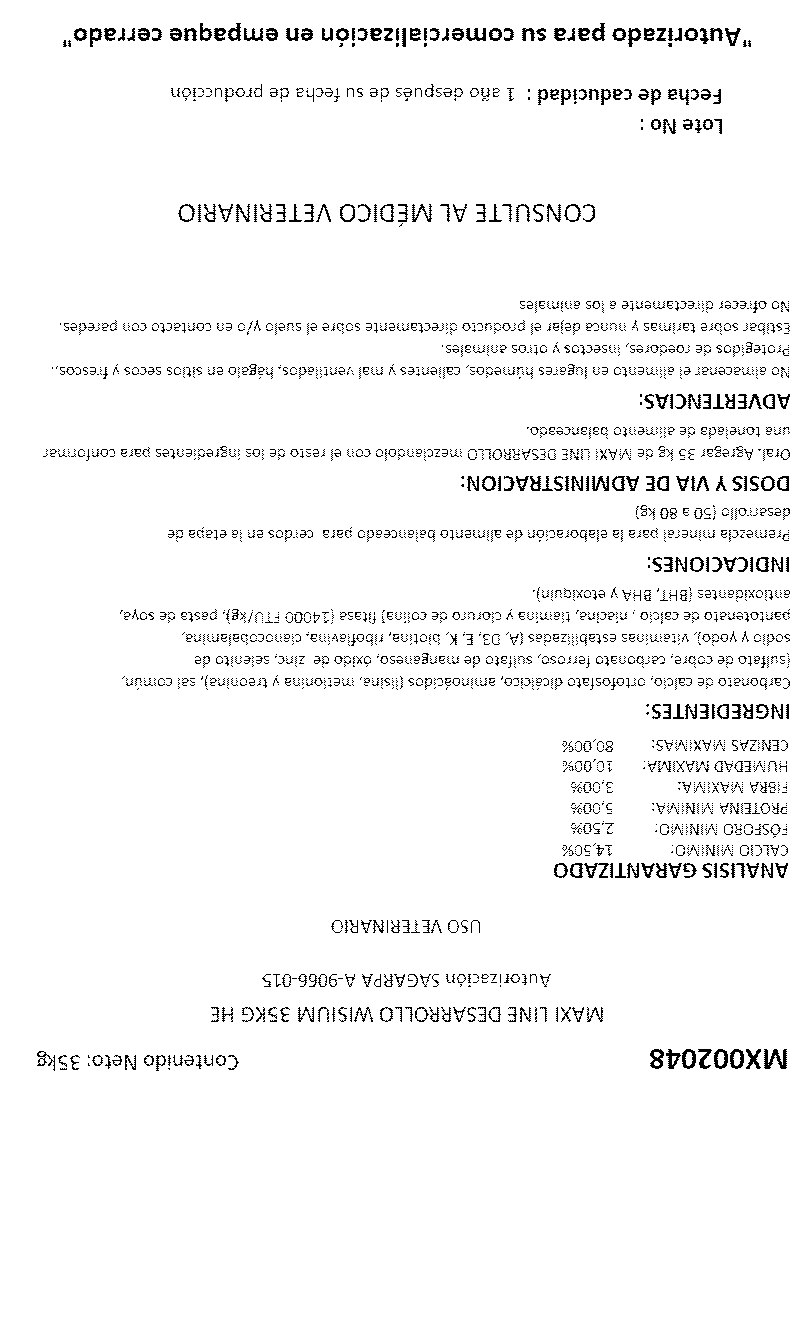 MX002048 Contenido Neto: 35kg
MAXI LINE DESARROLLO WISIUM 35KG HE
Autorización SAGARPA A-9066-015
USO VETERINARIO
ANALISIS GARANTIZADO
CALCIO MINIMO: 14,50%
FÓSFORO MINIMO: 2,50%
PROTEINA MINIMA: 5,00%
FIBRA MAXIMA: 3,00%
HUMEDAD MAXIMA: 10,00%
CENIZAS MAXIMAS: 80,00%
INGREDIENTES:
Carbonato de calcio, ortofosfato dicálcico, aminoácidos (lisina, metionina y treonina), sal común,
(sulfato de cobre, carbonato ferroso, sulfato de manganeso, óxido de zinc, selenito de
sodio y yodo), vitaminas estabilizadas (A, D3, E, K, biotina, riboflavina, cianocobalamina,
pantotenato de calcio , niacina, tiamina y cloruro de colina) fitasa (14000 FTU/kg), pasta de soya,
antioxidantes (BHT, BHA y etoxiquin).
INDICACIONES:
Premezcla mineral para la elaboración de alimento balanceado para cerdos en la etapa de
desarrollo (50 a 80 kg)
DOSIS Y VIA DE ADMINISTRACION:
Oral. Agregar 35 kg de MAXI LINE DESARROLLO mezclandolo con el resto de los ingredientes para conformar
una tonelada de alimento balanceado.
ADVERTENCIAS:
No almacenar el alimento en lugares húmedos, calientes y mal ventilados, hágalo en sitios secos y frescos,.
Protegidos de roedores, insectos y otros animales.
Estibar sobre tarimas y nunca dejar el producto directamente sobre el suelo y/o en contacto con paredes.
No ofrecer directamente a los animales
CONSULTE AL MÉDICO VETERINARIO
Lote No :
Fecha de caducidad : 1 año después de su fecha de producción
"Autorizado para su comercialización en empaque cerrado"